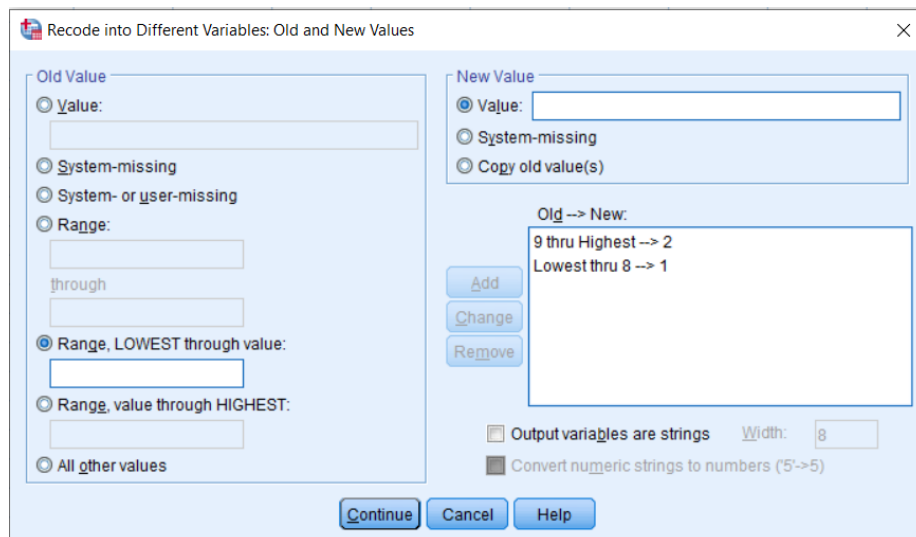 Recode into Different Variables: Old and New Values
Old Value
Value:
System-missing
System- or user-missing
Range:
through
Range, LOWEST through value:
Range, value through HIGHEST:
All other values
New Value
Value:
System-missing
Copy old value(s)
Old --> New:
9 thru Highest --> 2
Lowest thru 8 --> 1
Add
Change
Remove
Output variables are strings Width: 8
Convert numeric strings to numbers ('5'->5)
Continue Cancel Help